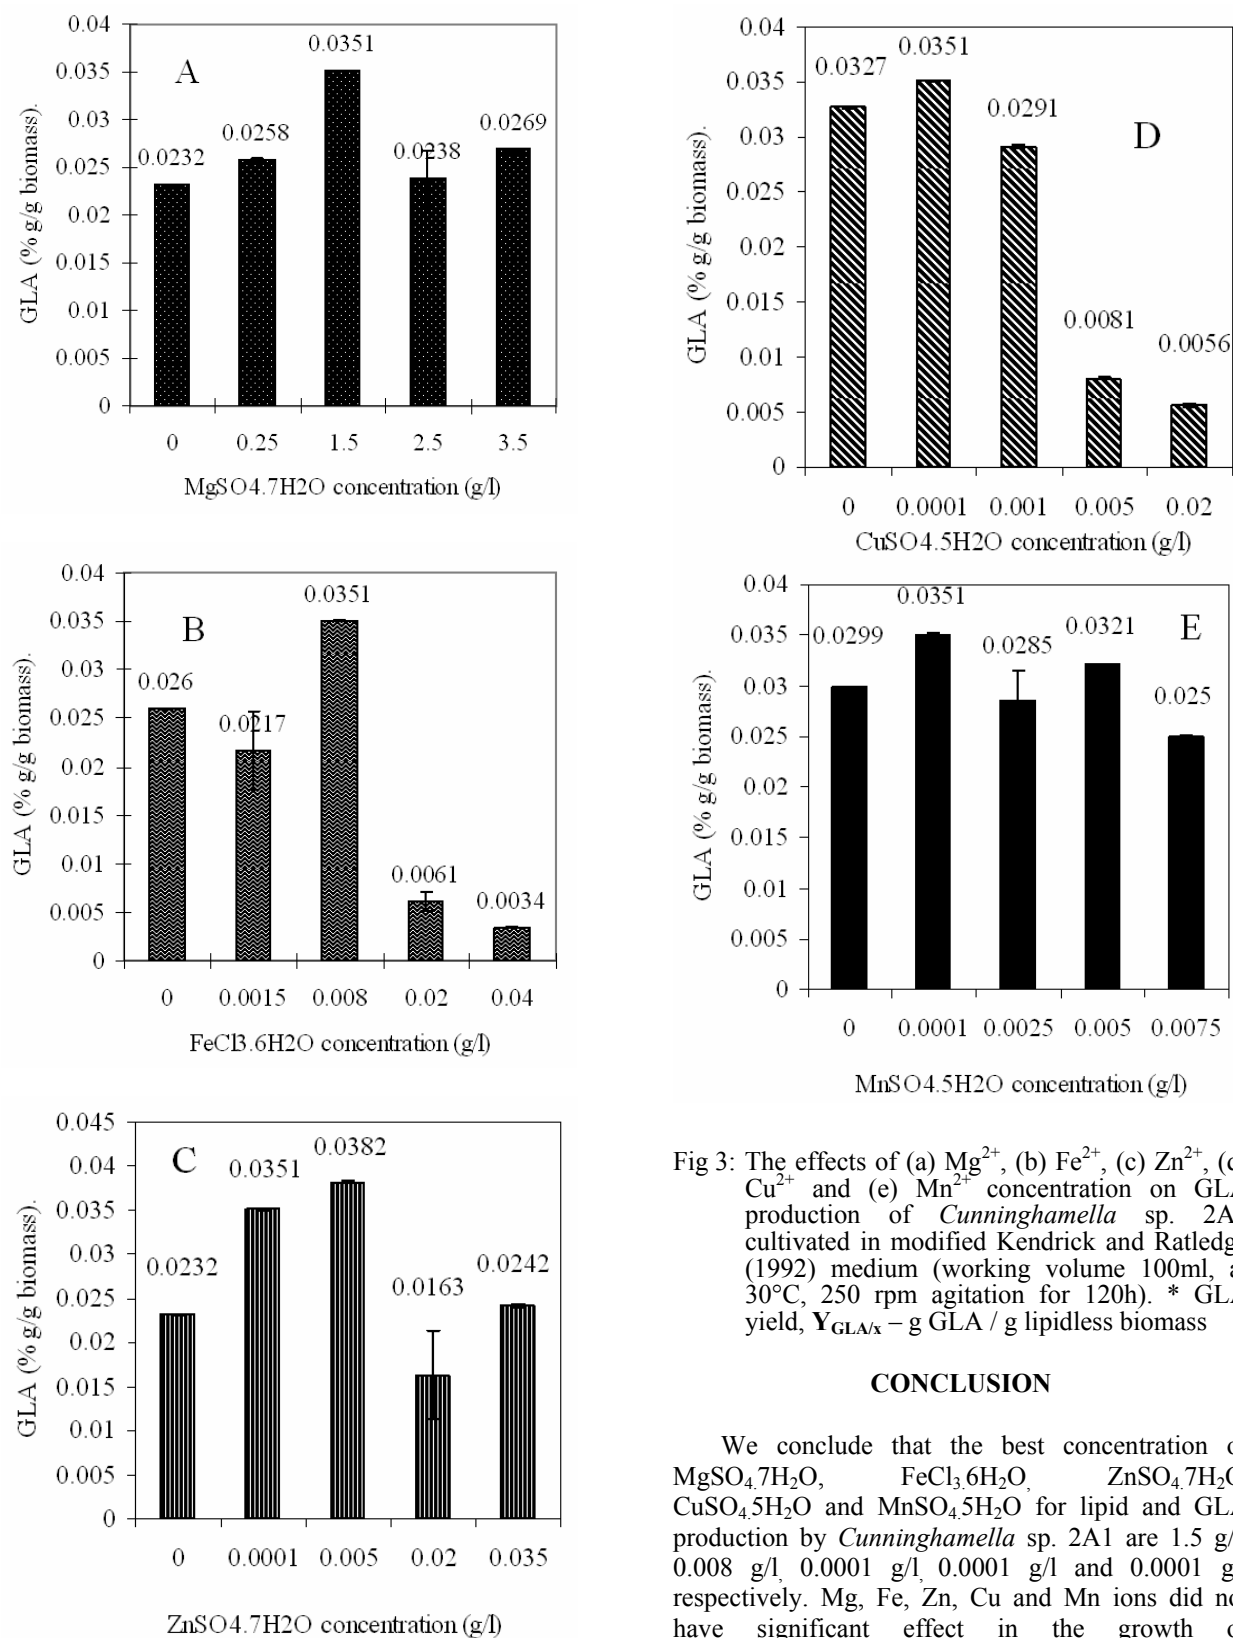 0.04
0.035
0.03
0.025
0.02
0.015
0.01
0.005
0
GLA (% g/g biomass).
A
0.0232
0.0258
0.0351
0.0238
0.0269
0 0.25 1.5 2.5 3.5
MgSO4.7H2O concentration (g/l)
0.04
0.035
0.03
0.025
0.02
0.015
0.01
0.005
0
GLA (% g/g biomass).
B
0.026
0.0217
0.0351
0.0061
0.0034
0 0.0015 0.008 0.02 0.04
FeCl3.6H2O concentration (g/l)
0.045
0.04
0.035
0.03
0.025
0.02
0.015
0.01
0.005
0
GLA (% g/g biomass).
C
0.0232
0.0351
0.0382
0.0163
0.0242
0 0.0001 0.005 0.02 0.035
ZnSO4.7H2O concentration (g/l)
0.04
0.035
0.03
0.025
0.02
0.015
0.01
0.005
0
GLA (% g/g biomass).
D
0.0327
0.0351
0.0291
0.0081
0.0056
0 0.0001 0.001 0.005 0.02
CuSO4.5H2O concentration (g/l)
0.04
0.035
0.03
0.025
0.02
0.015
0.01
0.005
0
GLA (% g/g biomass).
E
0.0299
0.0351
0.0285
0.0321
0.025
0 0.0001 0.0025 0.005 0.0075
MnSO4.5H2O concentration (g/l)
Fig 3: The effects of (a) Mg2+, (b) Fe2+, (c) Zn2+, (d
Cu2+ and (e) Mn2+ concentration on GLA
production of Cunninghamella sp. 2A
cultivated in modified Kendrick and Ratledg
(1992) medium (working volume 100ml, a
30°C, 250 rpm agitation for 120h). * GLA
yield, YGLA/x – g GLA / g lipidless biomass
CONCLUSION
We conclude that the best concentration o
MgSO4.7H2O, FeCl3.6H2O, ZnSO4.7H2O
CuSO4.5H2O and MnSO4.5H2O for lipid and GLA
production by Cunninghamella sp. 2A1 are 1.5 g/
0.008 g/l, 0.0001 g/l, 0.0001 g/l and 0.0001 g
respectively. Mg, Fe, Zn, Cu and Mn ions did no
have significant effect in the growth o